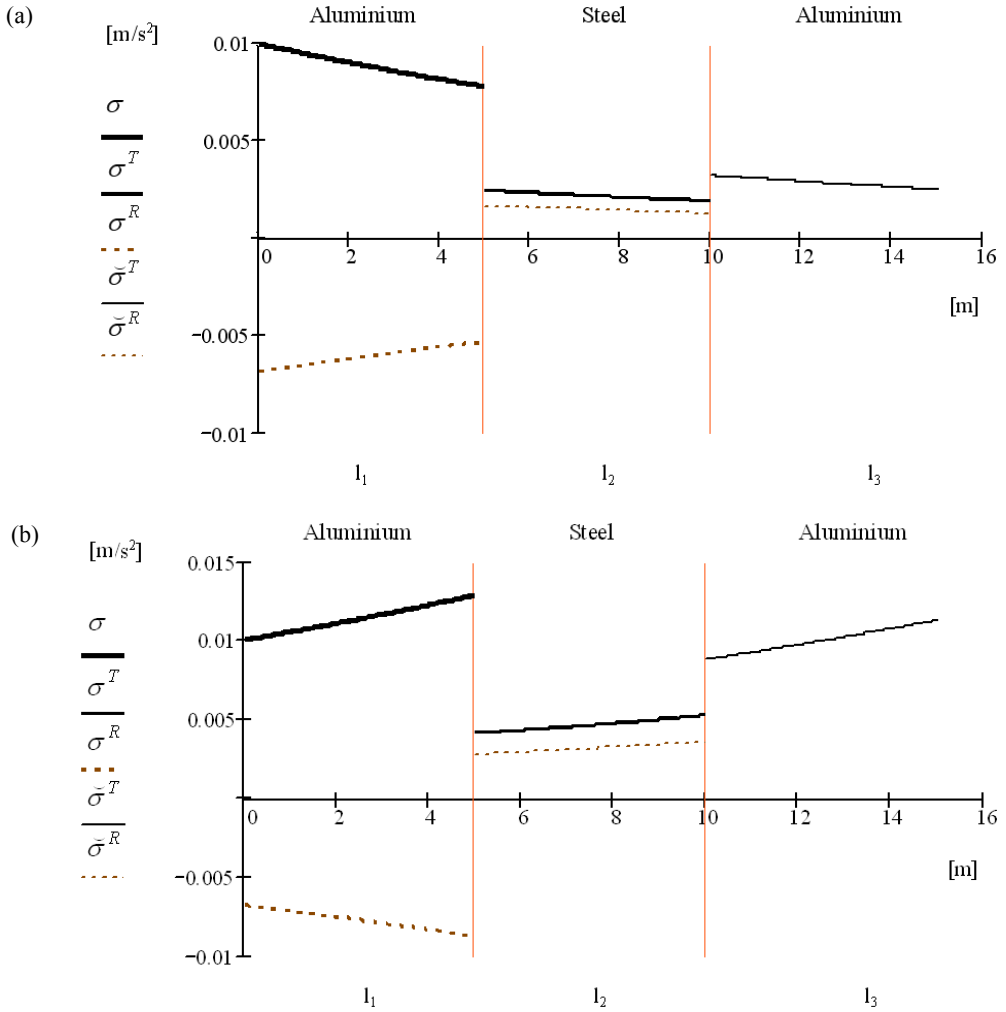 (a)
Aluminium Steel Aluminium
[m/s²]
σ
σᵀ
σᴿ
σ̆ᵀ
σ̆ᴿ
0.01
0.005
−0.005
−0.01
0 2 4 6 8 10 12 14 16
[m]
l₁ l₂ l₃
(b)
Aluminium Steel Aluminium
[m/s²]
σ
σᵀ
σᴿ
σ̆ᵀ
σ̆ᴿ
0.015
0.01
0.005
−0.005
−0.01
0 2 4 6 8 10 12 14 16
[m]
l₁ l₂ l₃